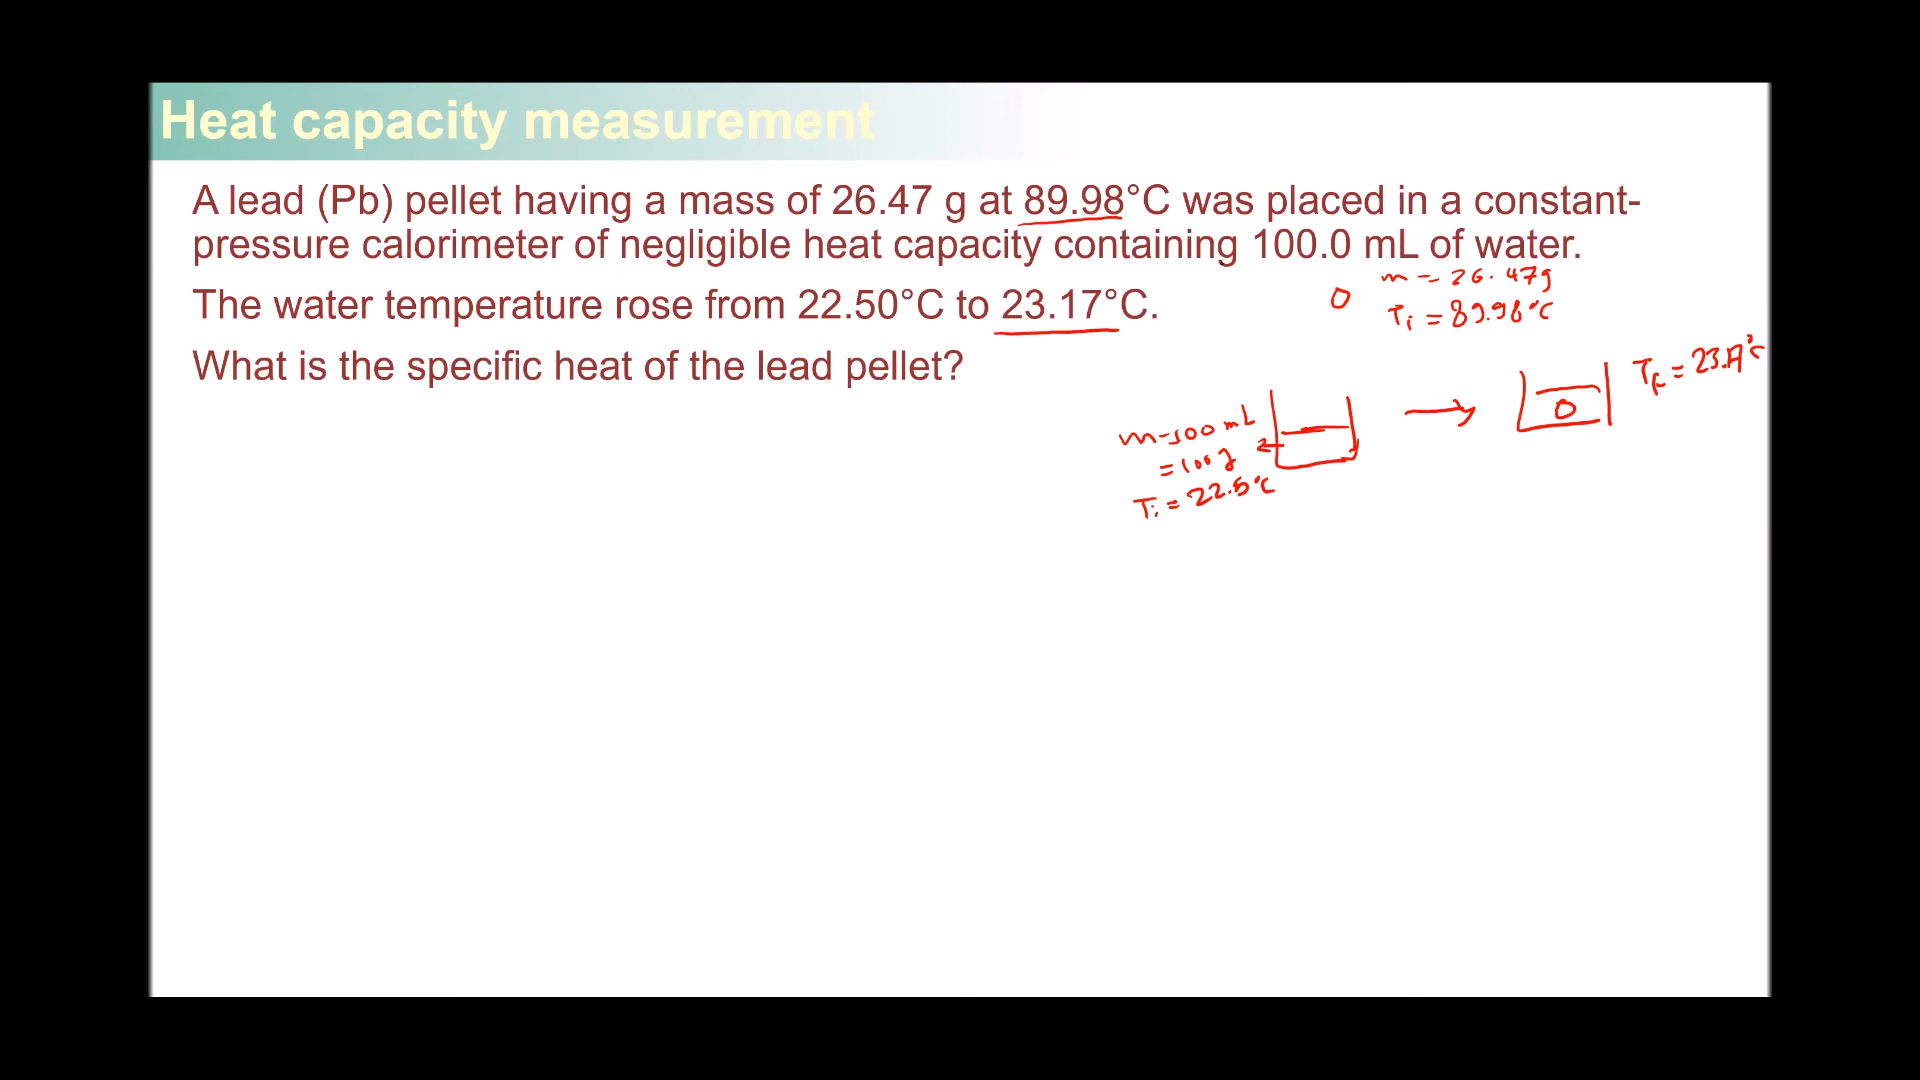 Heat capacity measurement
A lead (Pb) pellet having a mass of 26.47 g at 89.98°C was placed in a constant-
pressure calorimeter of negligible heat capacity containing 100.0 mL of water.
m = 26.47g
The water temperature rose from 22.50°C to 23.17°C.
Ti = 89.98°C
What is the specific heat of the lead pellet?
Tf = 23.17°C
m=100 mL
=100g
Ti = 22.5°C